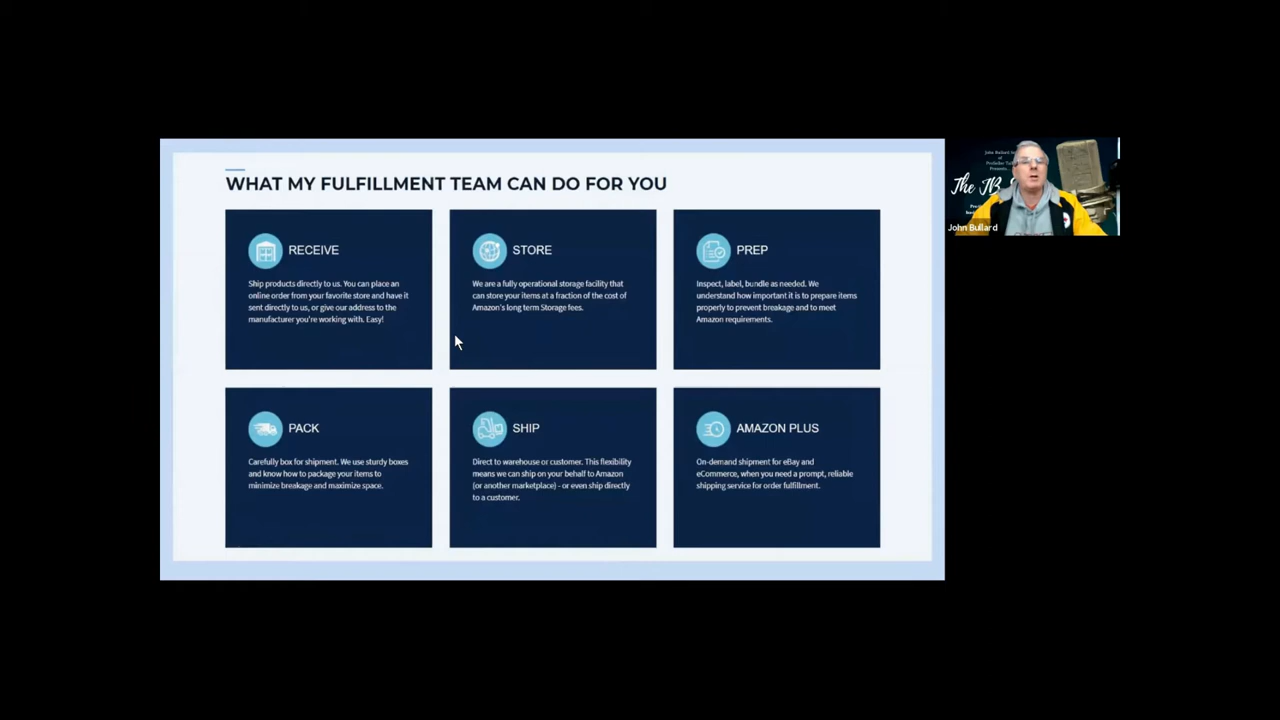 WHAT MY FULFILLMENT TEAM CAN DO FOR YOU
RECEIVE
Ship products directly to us. You can place an
online order from your favorite store and have it
sent directly to us, or give our address to the
manufacturer you're working with. Easy!
STORE
We are a fully operational storage facility that
can store your items at a fraction of the cost of
Amazon's long term Storage fees.
PREP
Inspect, label, bundle as needed. We
understand how important it is to prepare items
properly to prevent breakage and to meet
Amazon requirements.
PACK
Carefully box for shipment. We use sturdy boxes
and know how to package your items to
minimize breakage and maximize space.
SHIP
Direct to warehouse or customer. This flexibility
means we can ship on your behalf to Amazon
(or another marketplace) - or even ship directly
to a customer.
AMAZON PLUS
On-demand shipment for eBay and
eCommerce, when you need a prompt, reliable
shipping service for order fulfillment.
John Bullard
of
Presents
The JB
John Bullard